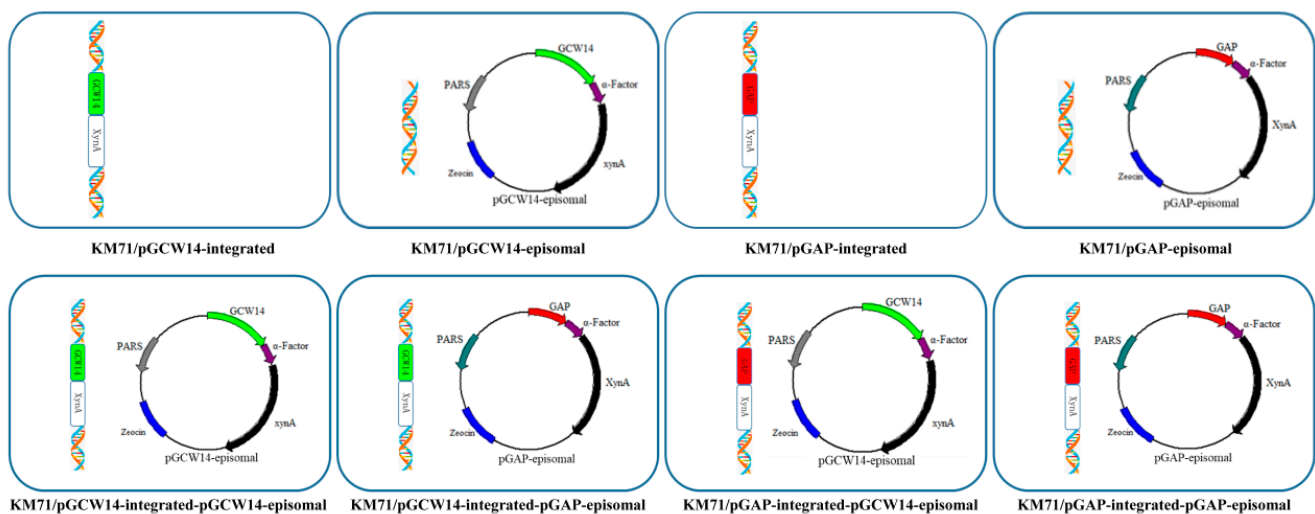 GCW14
XynA
KM71/pGCW14-integrated
GCW14
PARS
α-Factor
xynA
Zeocin
pGCW14-episomal
KM71/pGCW14-episomal
GAP
XynA
KM71/pGAP-integrated
GAP
PARS
α-Factor
XynA
Zeocin
pGAP-episomal
KM71/pGAP-episomal
GCW14
XynA
GCW14
PARS
α-Factor
xynA
Zeocin
pGCW14-episomal
KM71/pGCW14-integrated-pGCW14-episomal
GCW14
XynA
GAP
α-Factor
PARS
XynA
Zeocin
pGAP-episomal
KM71/pGCW14-integrated-pGAP-episomal
GAP
XynA
GCW14
PARS
α-Factor
xynA
Zeocin
pGCW14-episomal
KM71/pGAP-integrated-pGCW14-episomal
GAP
XynA
GAP
α-Factor
PARS
XynA
Zeocin
pGAP-episomal
KM71/pGAP-integrated-pGAP-episomal